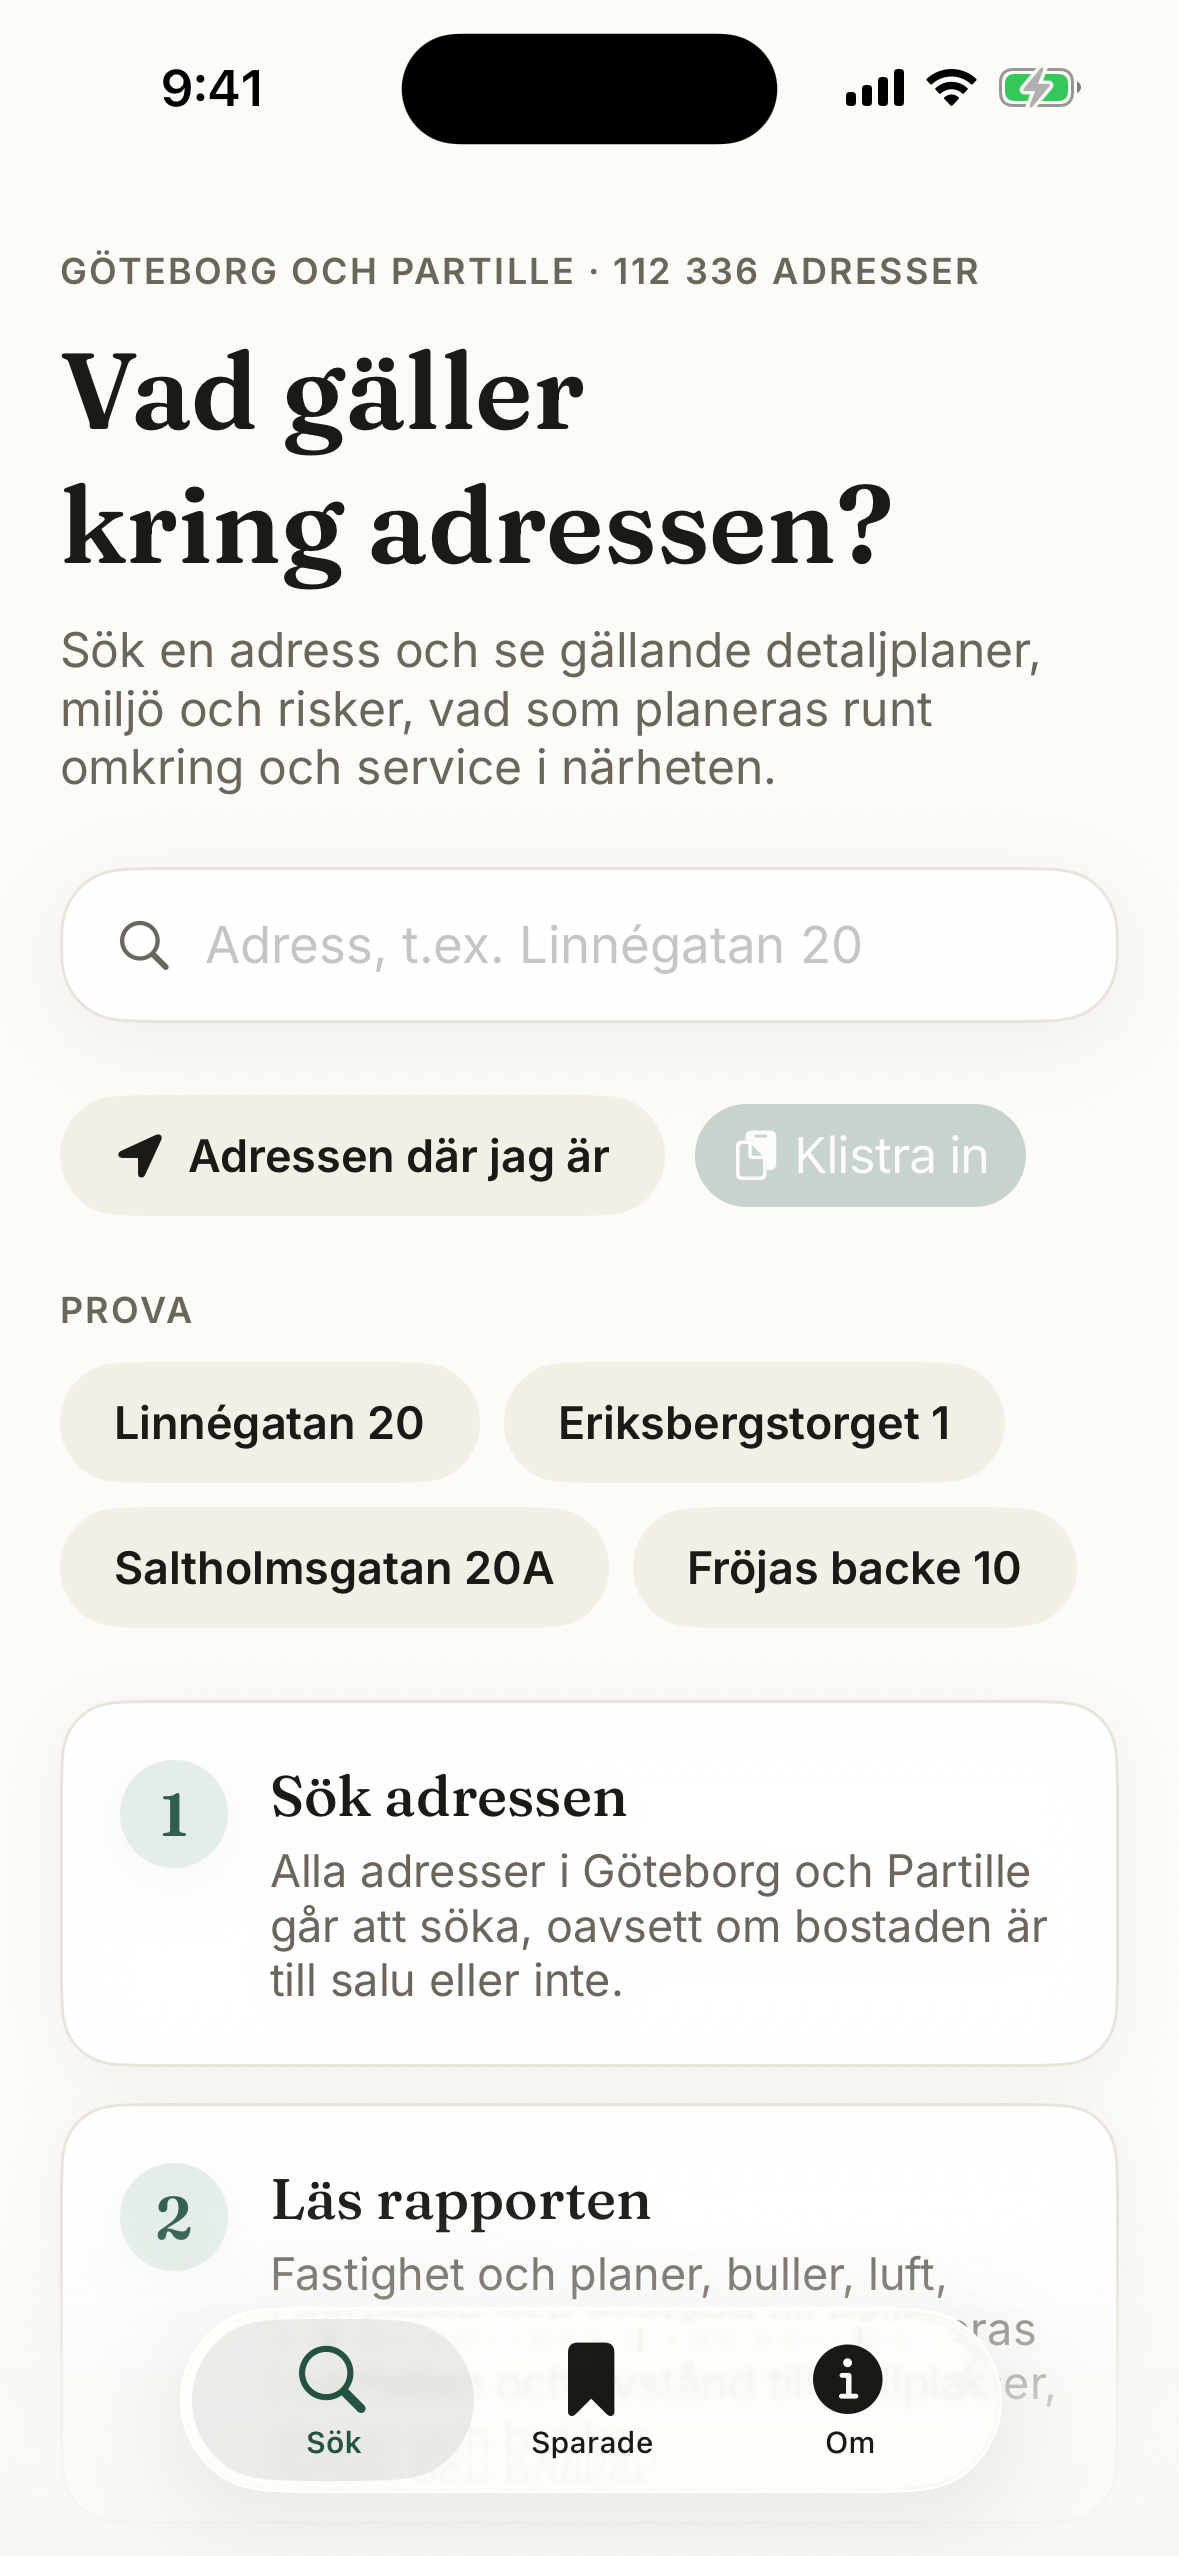 9:41
GÖTEBORG OCH PARTILLE · 112 336 ADRESSER
Vad gäller
kring adressen?
Sök en adress och se gällande detaljplaner,
miljö och risker, vad som planeras runt
omkring och service i närheten.
Adress, t.ex. Linnégatan 20
Adressen där jag är
Klistra in
PROVA
Linnégatan 20
Eriksbergstorget 1
Saltholmsgatan 20A
Fröjas backe 10
1
Sök adressen
Alla adresser i Göteborg och Partille
går att söka, oavsett om bostaden är
till salu eller inte.
2
Läs rapporten
Fastighet och planer, buller, luft,
Sök
Sparade
Om